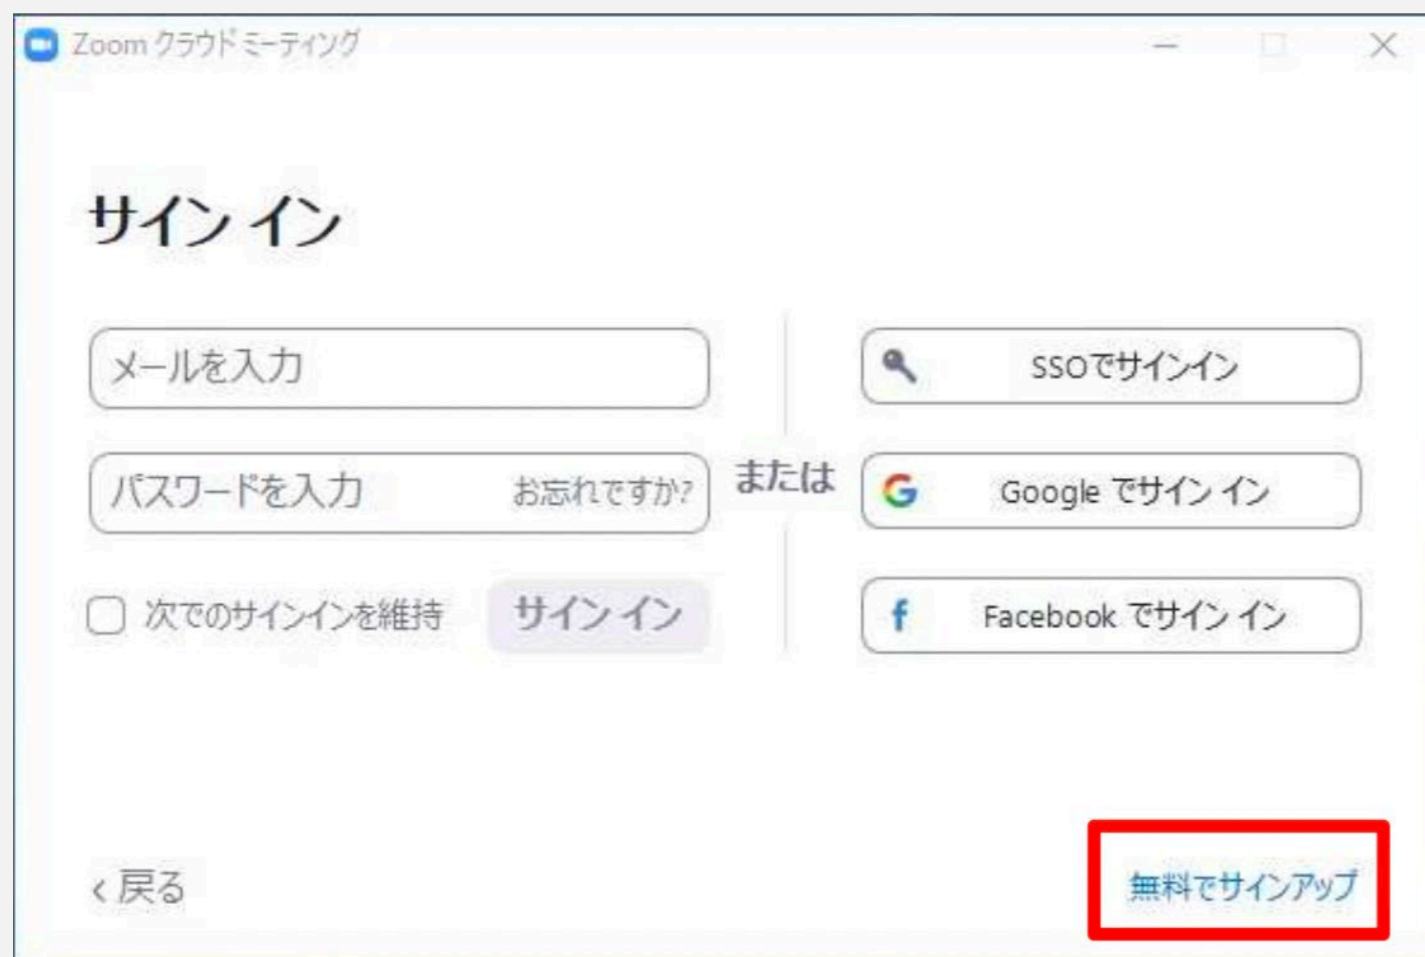 Zoom クラウド ミーティング
サイン イン
メールを入力
パスワードを入力 お忘れですか?
次でのサインインを維持 サイン イン
または
SSOでサインイン
Google でサイン イン
Facebook でサイン イン
‹ 戻る
無料でサインアップ